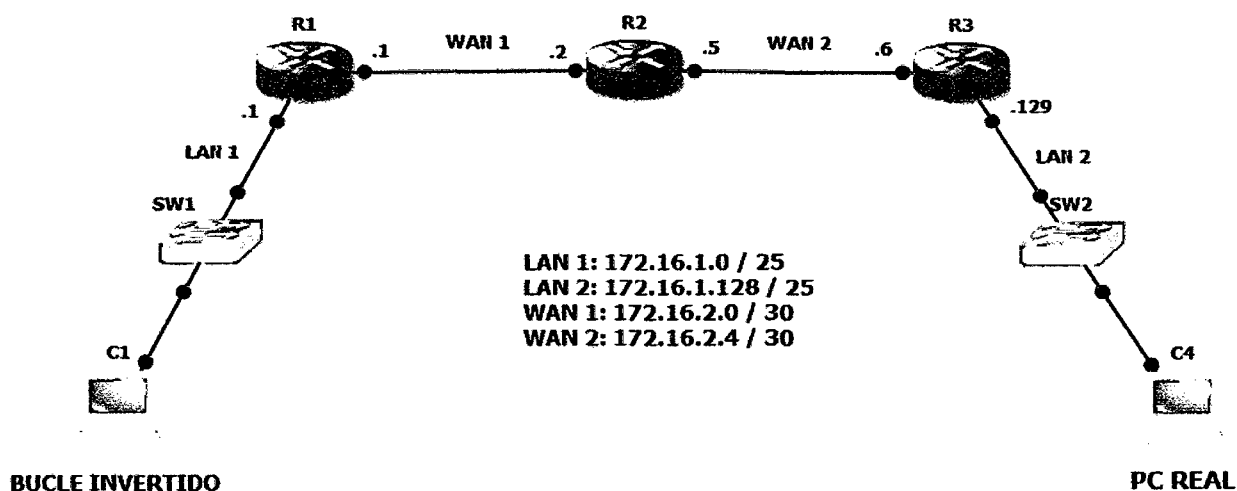 R1
R2
R3
.1
WAN 1
.2
.5
WAN 2
.6
.1
.129
LAN 1
LAN 2
SW1
SW2
LAN 1: 172.16.1.0 / 25
LAN 2: 172.16.1.128 / 25
WAN 1: 172.16.2.0 / 30
WAN 2: 172.16.2.4 / 30
C1
C4
BUCLE INVERTIDO
PC REAL